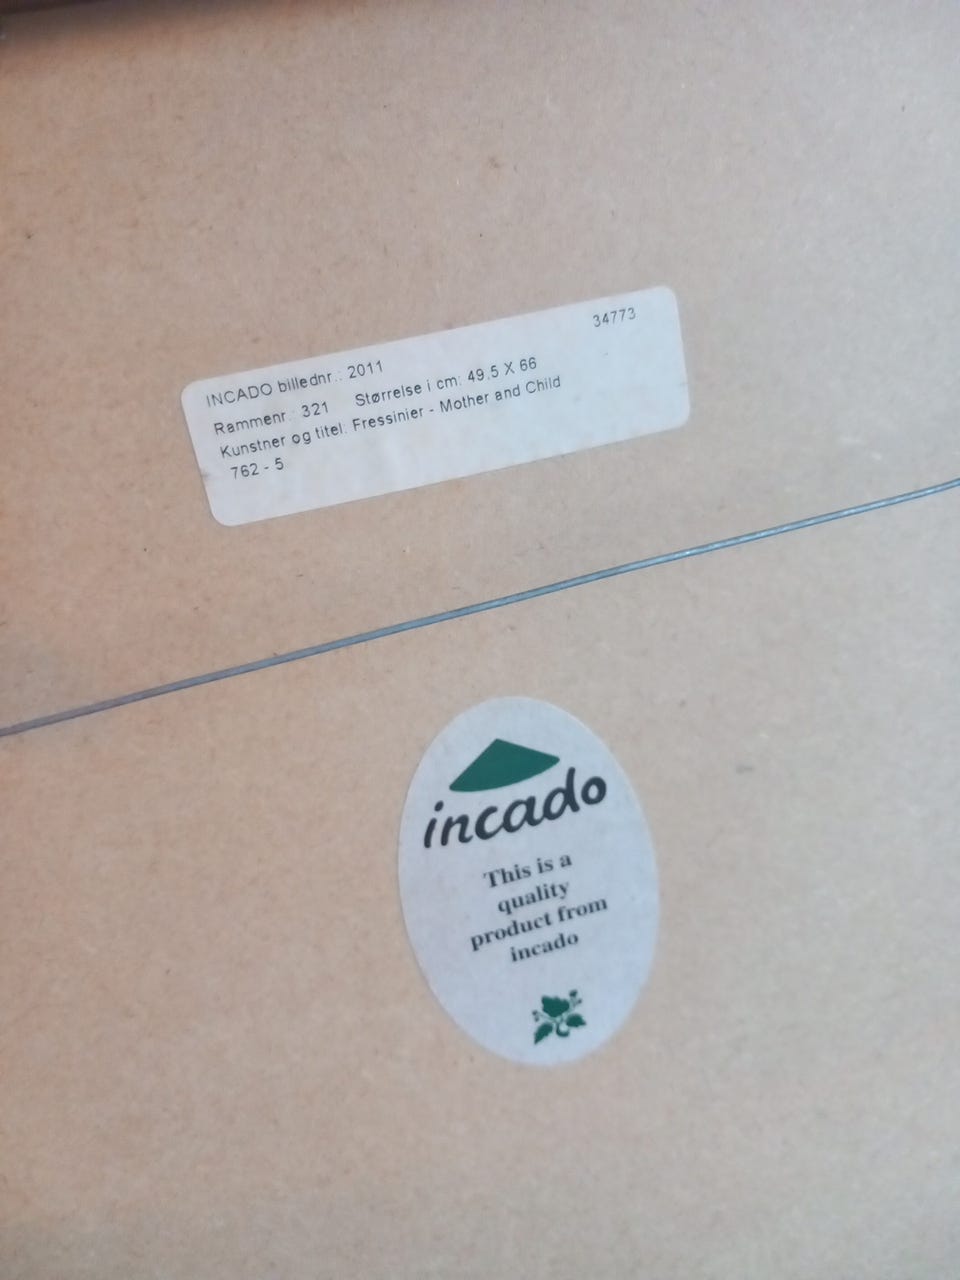 34773
INCADO billednr.: 2011
Rammenr.: 321 Størrelse i cm: 49,5 X 66
Kunstner og titel: Fressinier - Mother and Child
762 - 5
incado
This is a
quality
product from
incado